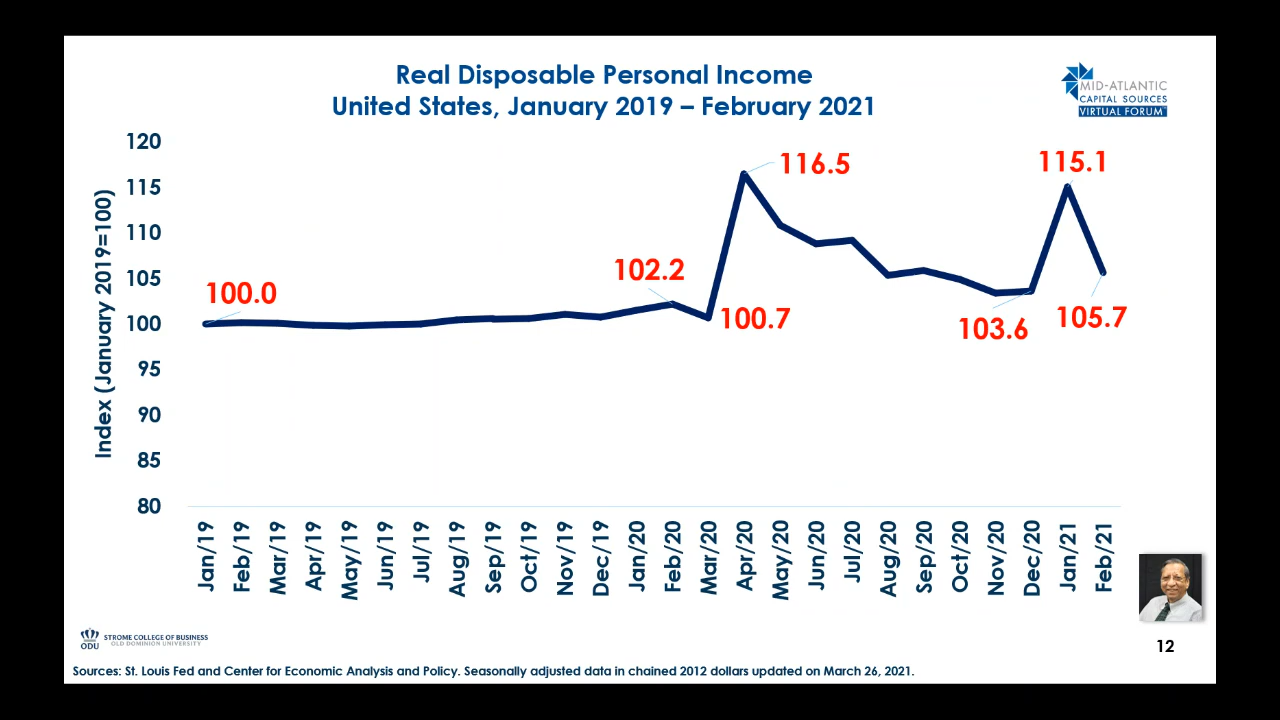 Real Disposable Personal Income
United States, January 2019 – February 2021
MID-ATLANTIC
CAPITAL SOURCES
VIRTUAL FORUM
Index (January 2019=100)
120
115
110
105
100
95
90
85
80
100.0
102.2
100.7
116.5
103.6
115.1
105.7
Jan/19
Feb/19
Mar/19
Apr/19
May/19
Jun/19
Jul/19
Aug/19
Sep/19
Oct/19
Nov/19
Dec/19
Jan/20
Feb/20
Mar/20
Apr/20
May/20
Jun/20
Jul/20
Aug/20
Sep/20
Oct/20
Nov/20
Dec/20
Jan/21
Feb/21
ODU
STROME COLLEGE OF BUSINESS
OLD DOMINION UNIVERSITY
12
Sources: St. Louis Fed and Center for Economic Analysis and Policy. Seasonally adjusted data in chained 2012 dollars updated on March 26, 2021.